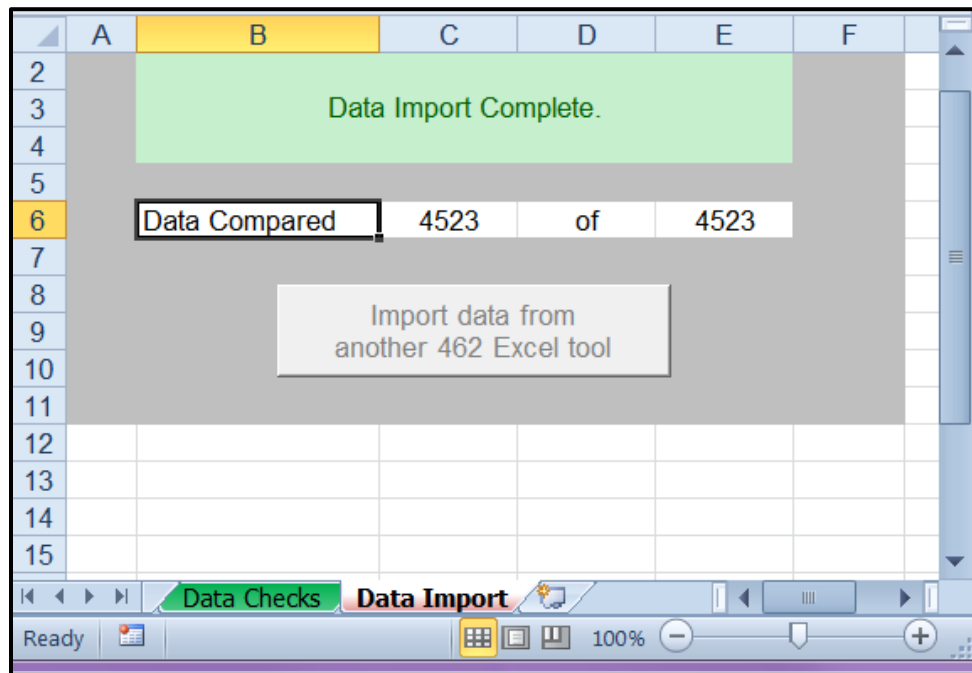 A B C D E F
2
3 Data Import Complete.
4
5
6 Data Compared 4523 of 4523
7
8
Import data from
9
another 462 Excel tool
10
11
12
13
14
15
Data Checks Data Import
Ready 100%